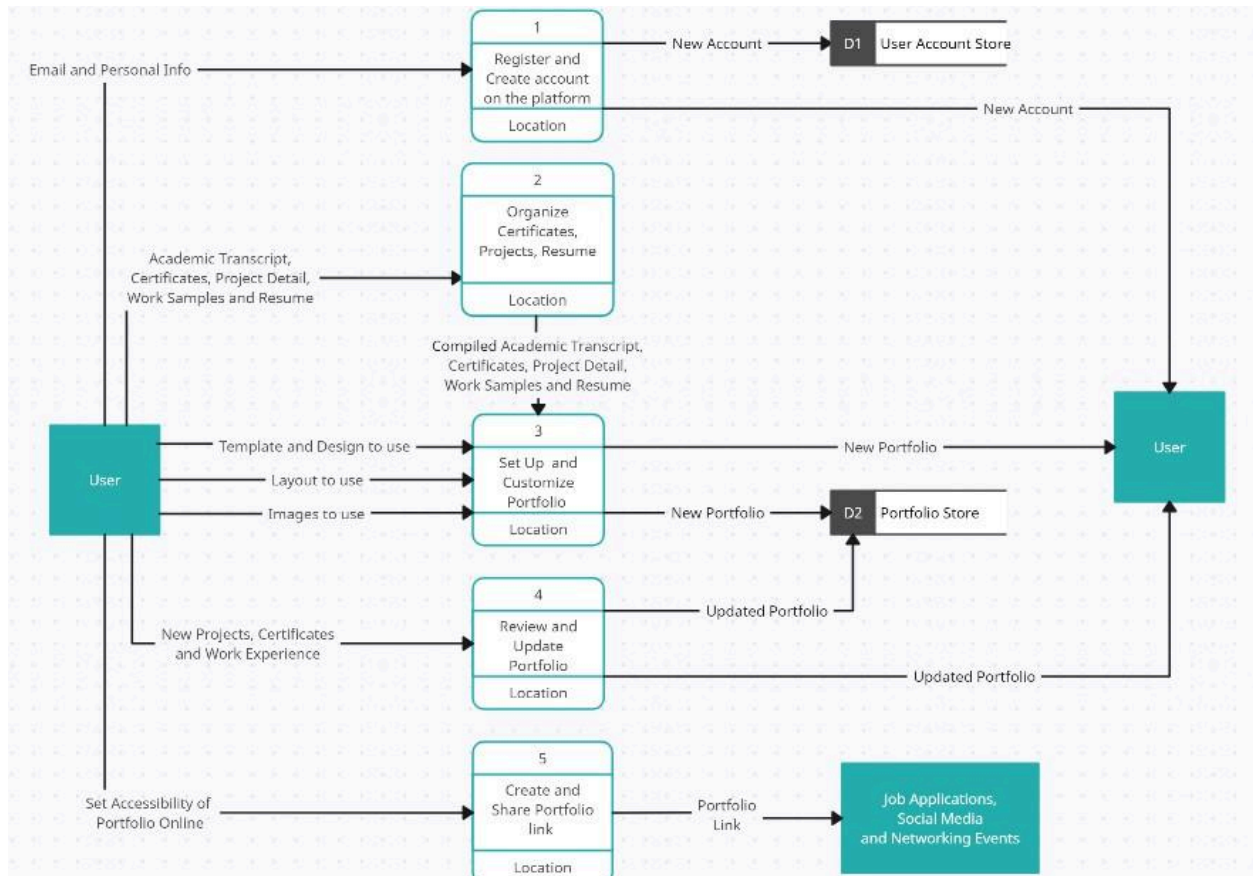 1
Register and
Create account
on the platform
Location
Email and Personal Info
New Account
D1
User Account Store
New Account
2
Organize
Certificates,
Projects, Resume
Location
Academic Transcript,
Certificates, Project Detail,
Work Samples and Resume
Compiled Academic Transcript,
Certificates, Project Detail,
Work Samples and Resume
User
Template and Design to use
Layout to use
Images to use
3
Set Up and
Customize
Portfolio
Location
New Portfolio
User
New Portfolio
D2
Portfolio Store
4
Review and
Update
Portfolio
Location
New Projects, Certificates
and Work Experience
Updated Portfolio
Updated Portfolio
5
Create and
Share Portfolio
link
Location
Set Accessibility of
Portfolio Online
Portfolio
Link
Job Applications,
Social Media
and Networking Events